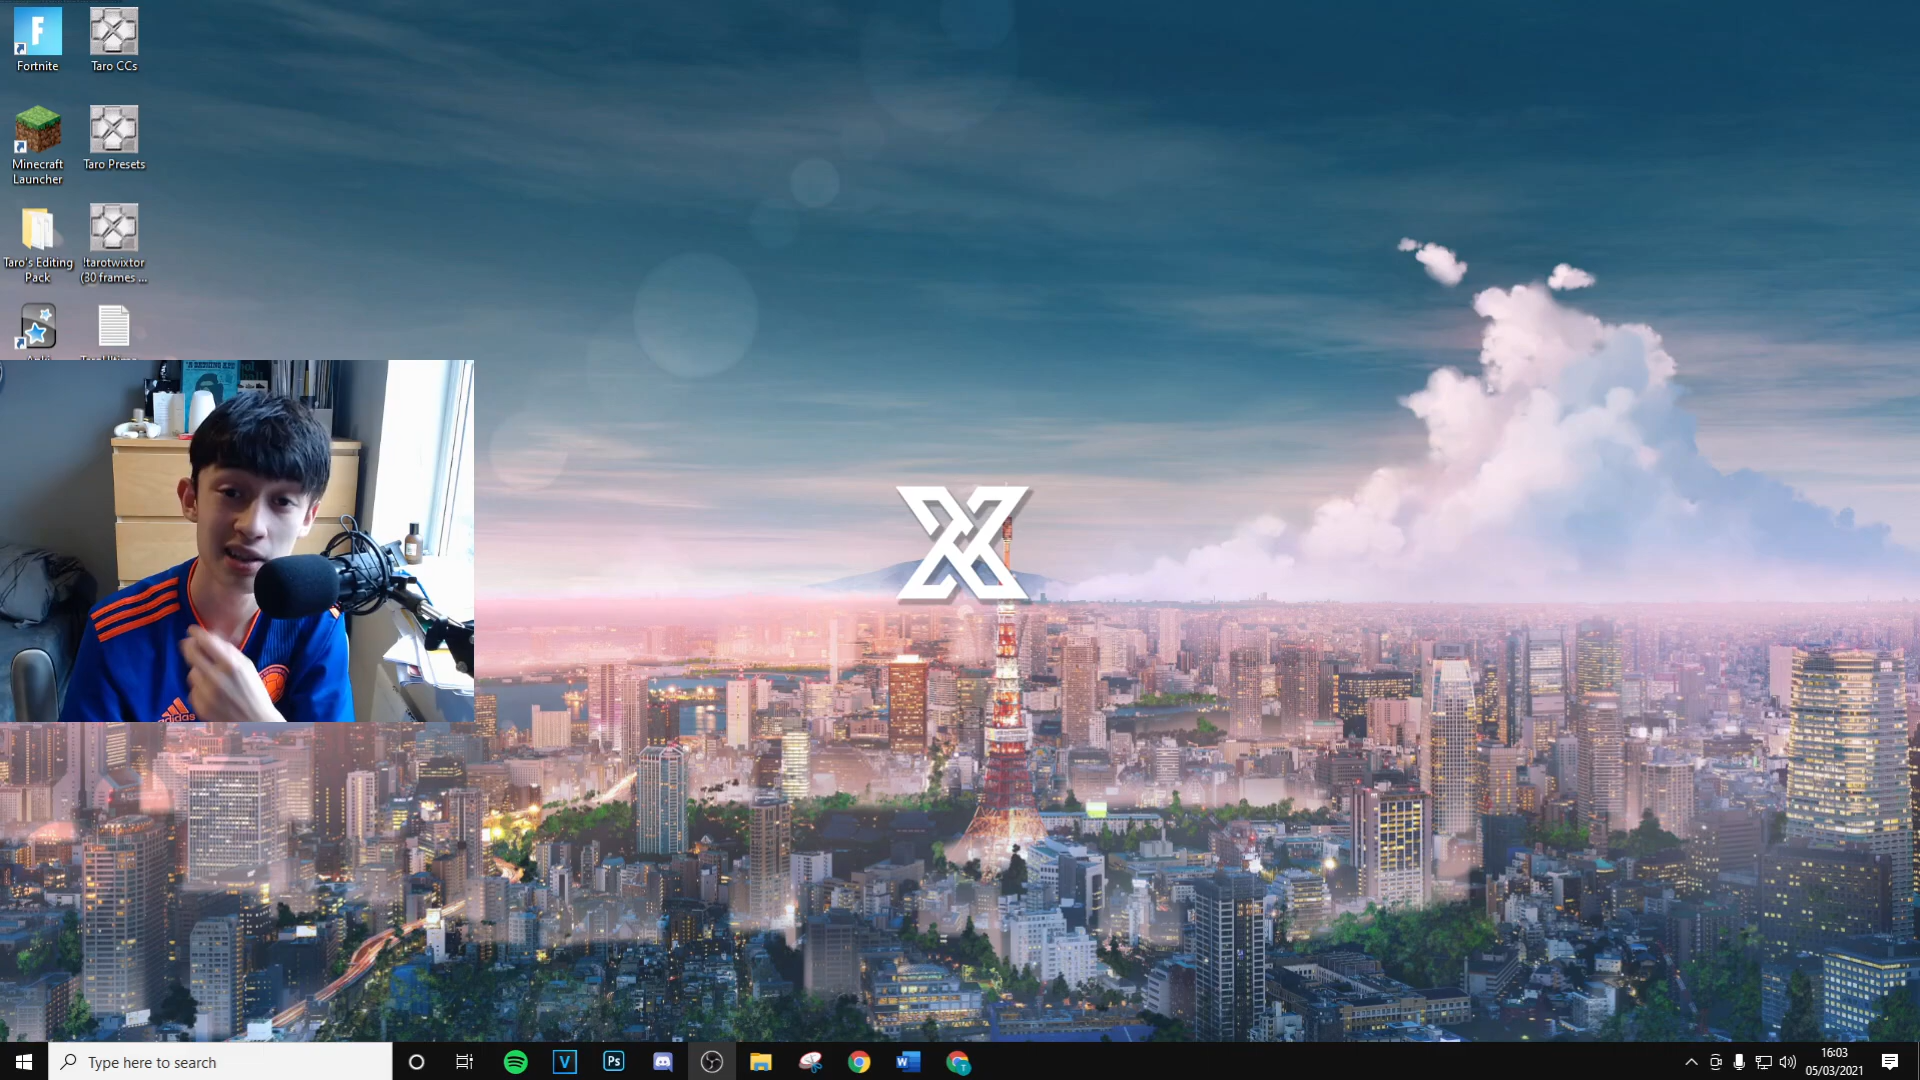 Fortnite
Taro CCs
Minecraft
Launcher
Taro Presets
Taro's Editing
Pack
!tarotwixtor
(30 frames ...
adidas
V
Ps
W
T
Type here to search
16:03
05/03/2021